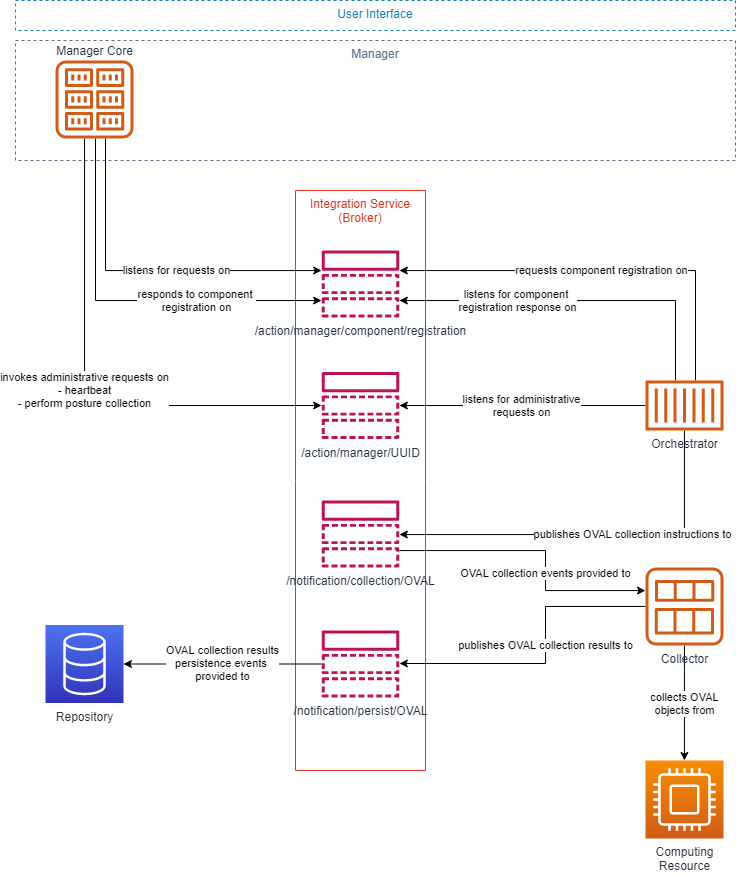 User Interface
Manager Core
Manager
Integration Service
(Broker)
listens for requests on
requests component registration on
responds to component
registration on
listens for component
registration response on
/action/manager/component/registration
invokes administrative requests on
- heartbeat
- perform posture collection
listens for administrative
requests on
Orchestrator
/action/manager/UUID
publishes OVAL collection instructions to
OVAL collection events provided to
/notification/collection/OVAL
publishes OVAL collection results to
OVAL collection results
persistence events
provided to
Collector
Repository
/notification/persist/OVAL
collects OVAL
objects from
Computing
Resource